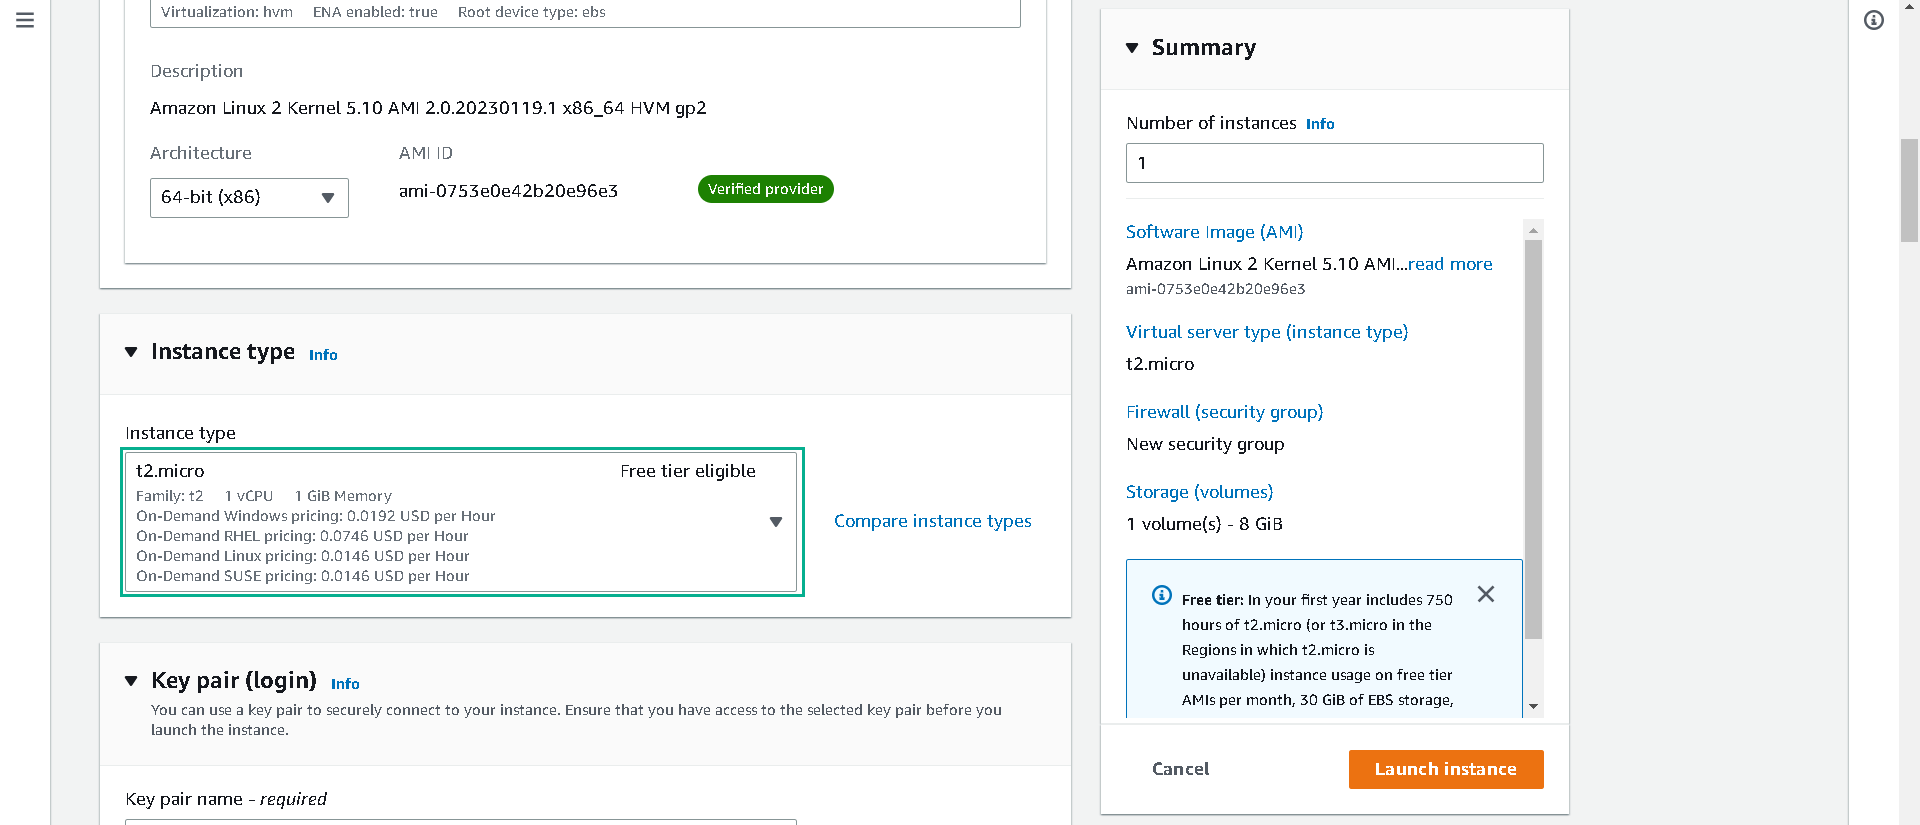 Virtualization: hvm ENA enabled: true Root device type: ebs
Description
Amazon Linux 2 Kernel 5.10 AMI 2.0.20230119.1 x86_64 HVM gp2
Architecture
AMI ID
64-bit (x86)
ami-0753e0e42b20e96e3
Verified provider
Instance type Info
Instance type
t2.micro
Free tier eligible
Family: t2 1 vCPU 1 GiB Memory
On-Demand Windows pricing: 0.0192 USD per Hour
On-Demand RHEL pricing: 0.0746 USD per Hour
On-Demand Linux pricing: 0.0146 USD per Hour
On-Demand SUSE pricing: 0.0146 USD per Hour
Compare instance types
Key pair (login) Info
You can use a key pair to securely connect to your instance. Ensure that you have access to the selected key pair before you
launch the instance.
Key pair name - required
Summary
Number of instances Info
1
Software Image (AMI)
Amazon Linux 2 Kernel 5.10 AMI...read more
ami-0753e0e42b20e96e3
Virtual server type (instance type)
t2.micro
Firewall (security group)
New security group
Storage (volumes)
1 volume(s) - 8 GiB
Free tier: In your first year includes 750
hours of t2.micro (or t3.micro in the
Regions in which t2.micro is
unavailable) instance usage on free tier
AMIs per month, 30 GiB of EBS storage,
Cancel
Launch instance